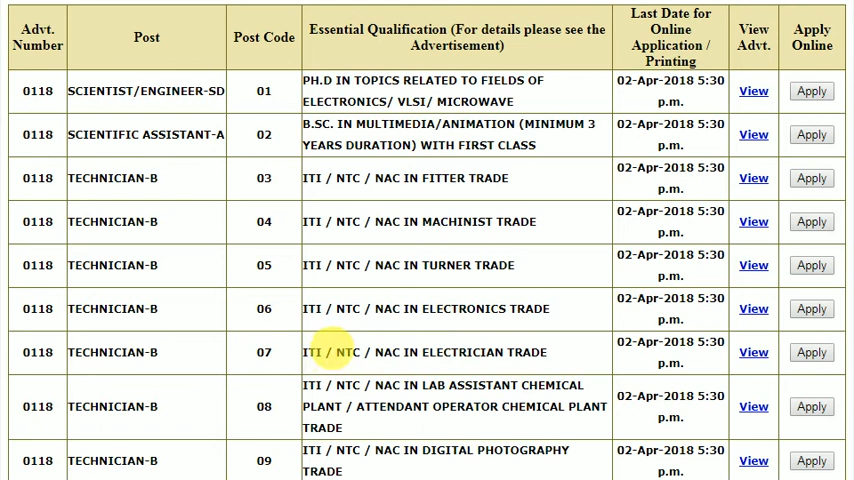 Advt. Number Post Post Code Essential Qualification (For details please see the Advertisement) Last Date for Online Application / Printing View Advt. Apply Online
0118 SCIENTIST/ENGINEER-SD 01 PH.D IN TOPICS RELATED TO FIELDS OF ELECTRONICS/ VLSI/ MICROWAVE 02-Apr-2018 5:30 p.m. View Apply
0118 SCIENTIFIC ASSISTANT-A 02 B.SC. IN MULTIMEDIA/ANIMATION (MINIMUM 3 YEARS DURATION) WITH FIRST CLASS 02-Apr-2018 5:30 p.m. View Apply
0118 TECHNICIAN-B 03 ITI / NTC / NAC IN FITTER TRADE 02-Apr-2018 5:30 p.m. View Apply
0118 TECHNICIAN-B 04 ITI / NTC / NAC IN MACHINIST TRADE 02-Apr-2018 5:30 p.m. View Apply
0118 TECHNICIAN-B 05 ITI / NTC / NAC IN TURNER TRADE 02-Apr-2018 5:30 p.m. View Apply
0118 TECHNICIAN-B 06 ITI / NTC / NAC IN ELECTRONICS TRADE 02-Apr-2018 5:30 p.m. View Apply
0118 TECHNICIAN-B 07 ITI / NTC / NAC IN ELECTRICIAN TRADE 02-Apr-2018 5:30 p.m. View Apply
0118 TECHNICIAN-B 08 ITI / NTC / NAC IN LAB ASSISTANT CHEMICAL PLANT / ATTENDANT OPERATOR CHEMICAL PLANT TRADE 02-Apr-2018 5:30 p.m. View Apply
0118 TECHNICIAN-B 09 ITI / NTC / NAC IN DIGITAL PHOTOGRAPHY TRADE 02-Apr-2018 5:30 p.m. View Apply